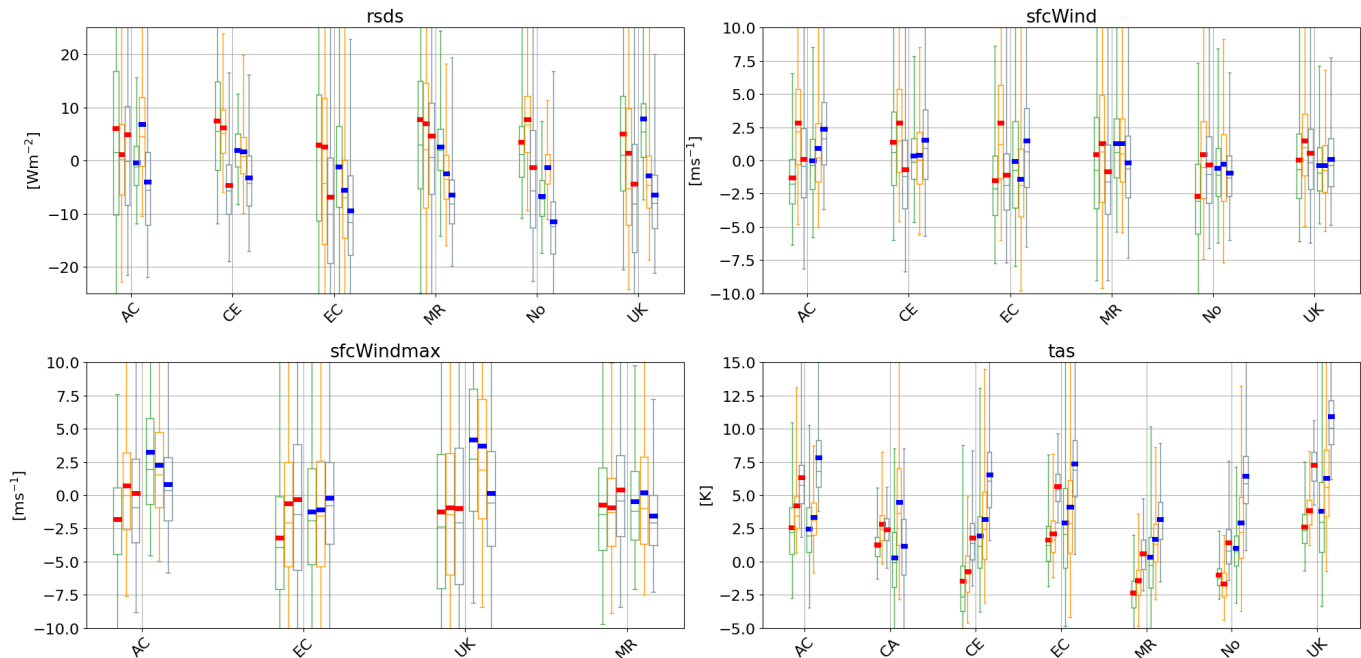 rsds
[Wm⁻²]
20
10
0
−10
−20
AC
CE
EC
MR
No
UK
sfcWind
[ms⁻¹]
10.0
7.5
5.0
2.5
0.0
−2.5
−5.0
−7.5
−10.0
AC
CE
EC
MR
No
UK
sfcWindmax
[ms⁻¹]
10.0
7.5
5.0
2.5
0.0
−2.5
−5.0
−7.5
−10.0
AC
EC
UK
MR
tas
[K]
15.0
12.5
10.0
7.5
5.0
2.5
0.0
−2.5
−5.0
AC
CA
CE
EC
MR
No
UK